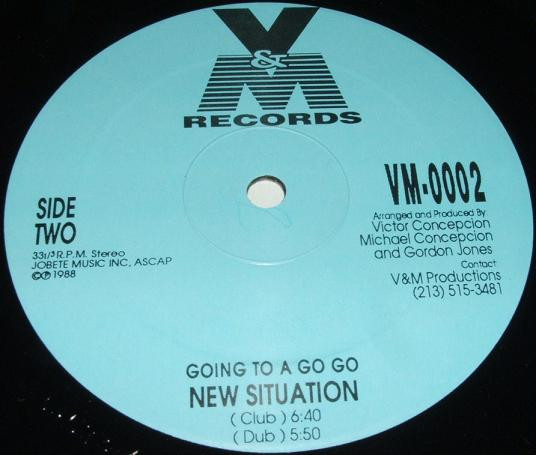 V
&
M
RECORDS
SIDE
TWO
33 1/3 R.P.M. Stereo
JOBETE MUSIC INC, ASCAP
©℗ 1988
VM-0002
Arranged and Produced By:
Victor Concepcion
Michael Concepcion
and Gordon Jones
Contact:
V&M Productions
(213) 515-3481
GOING TO A GO GO
NEW SITUATION
( Club ) 6:40
( Dub ) 5:50